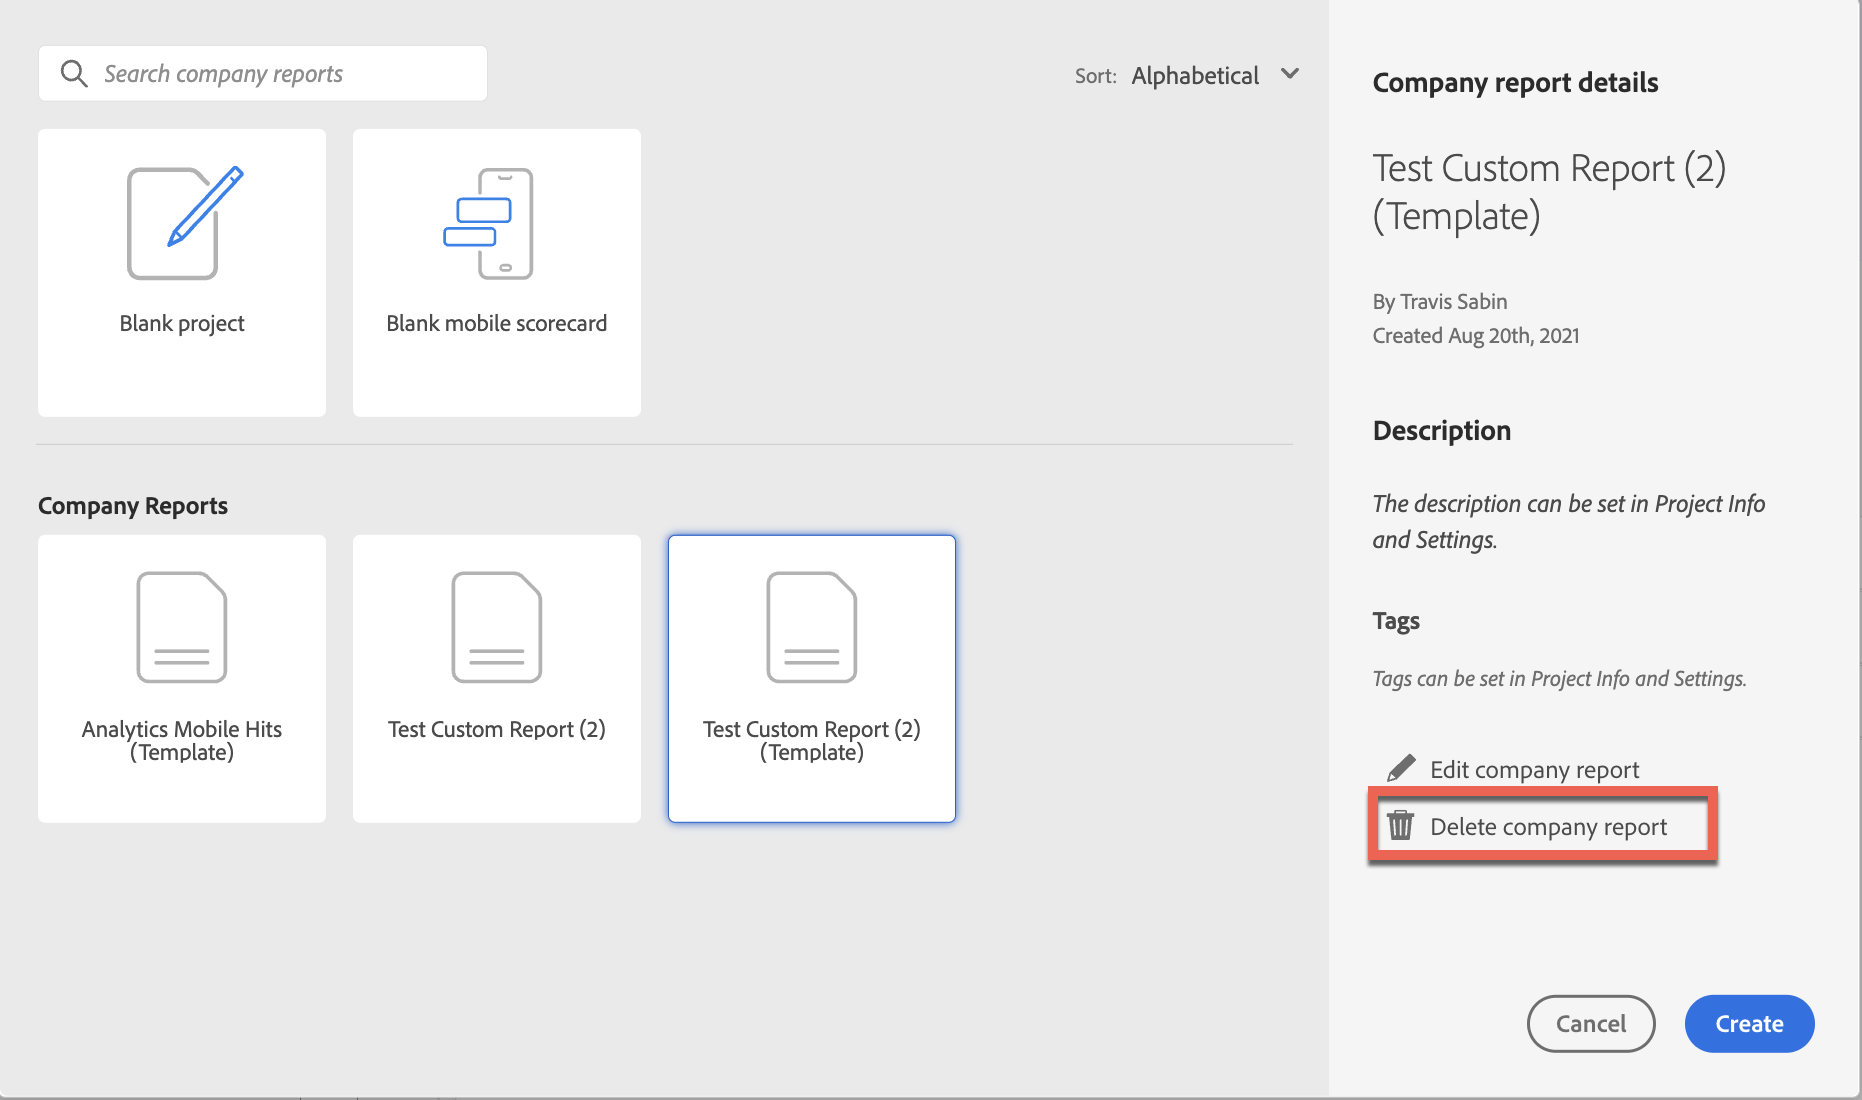 Search company reports
Sort: Alphabetical
Blank project
Blank mobile scorecard
Company Reports
Analytics Mobile Hits
(Template)
Test Custom Report (2)
Test Custom Report (2)
(Template)
Company report details
Test Custom Report (2)
(Template)
By Travis Sabin
Created Aug 20th, 2021
Description
The description can be set in Project Info
and Settings.
Tags
Tags can be set in Project Info and Settings.
Edit company report
Delete company report
Cancel
Create